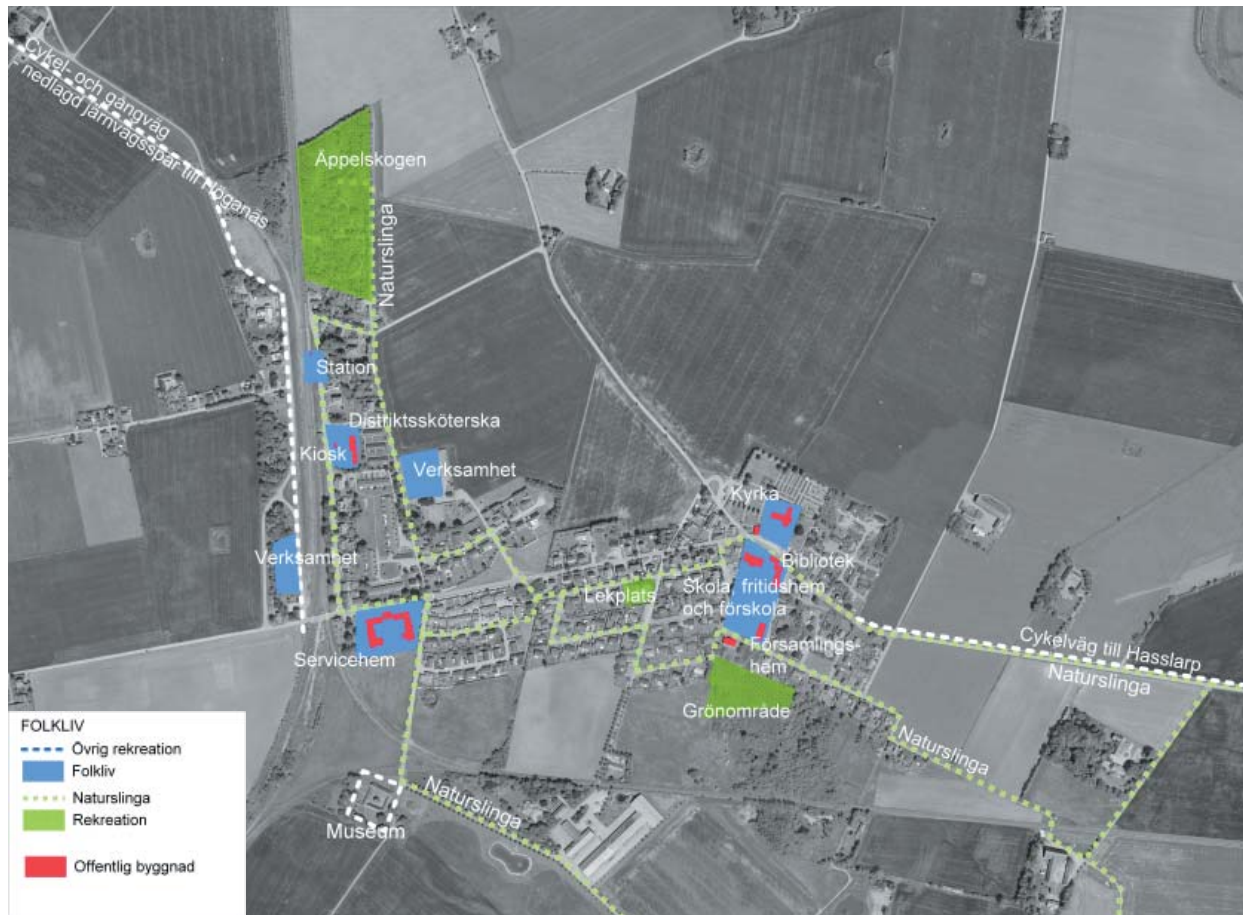 Cykel- och gångväg
nedlagd järnvägsspår till Höganäs
Äppelskogen
Naturslinga
Station
Distriktssköterska
Kiosk
Verksamhet
Kyrka
Verksamhet
Bibliotek
Lekplats
Skola, fritidshem
och förskola
Servicehem
Församlings-
hem
Cykelväg till Hasslarp
Naturslinga
Grönområde
Naturslinga
Naturslinga
Museum
FOLKLIV
Övrig rekreation
Folkliv
Naturslinga
Rekreation
Offentlig byggnad